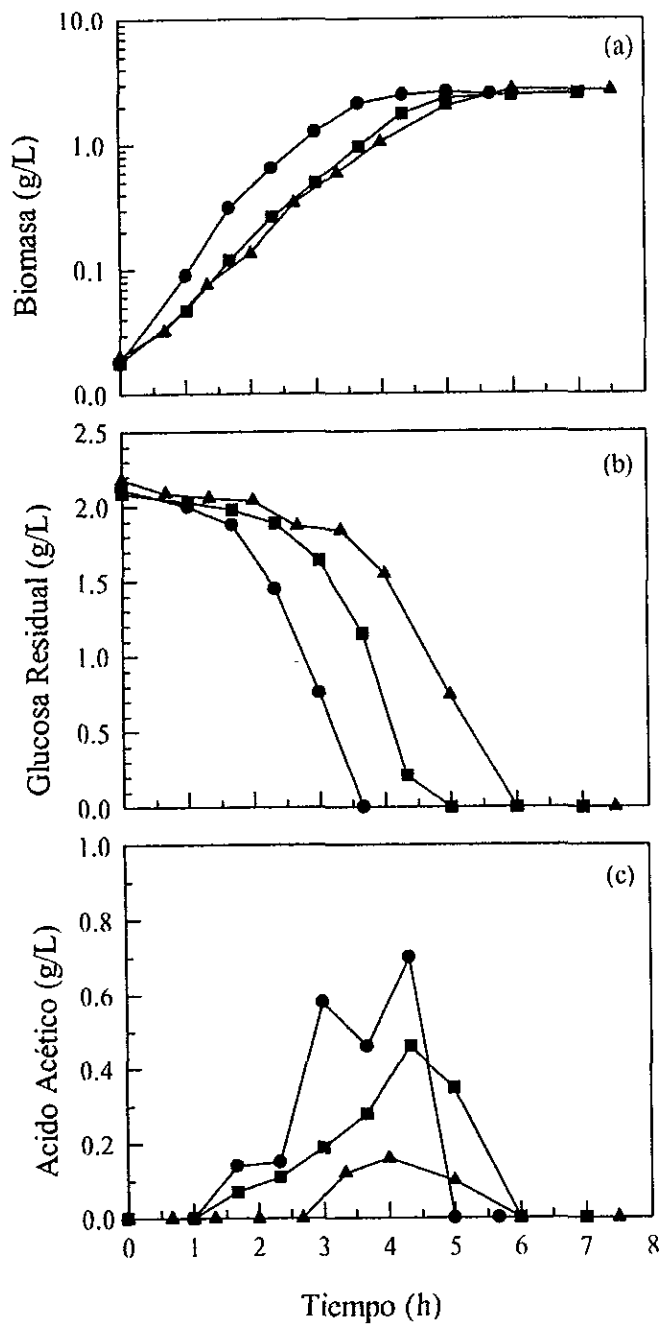 10.0
(a)
1.0
0.1
0.0
Biomasa (g/L)
2.5
(b)
2.0
1.5
1.0
0.5
0.0
Glucosa Residual (g/L)
1.0
(c)
0.8
0.6
0.4
0.2
0.0
Acido Acético (g/L)
0 1 2 3 4 5 6 7 8
Tiempo (h)